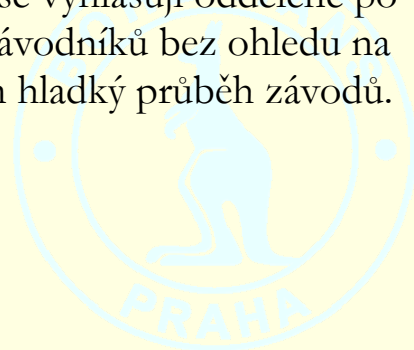 se vyhlašují odděleně po
závodníků bez ohledu na
hladký průběh závodů.
PRAHA